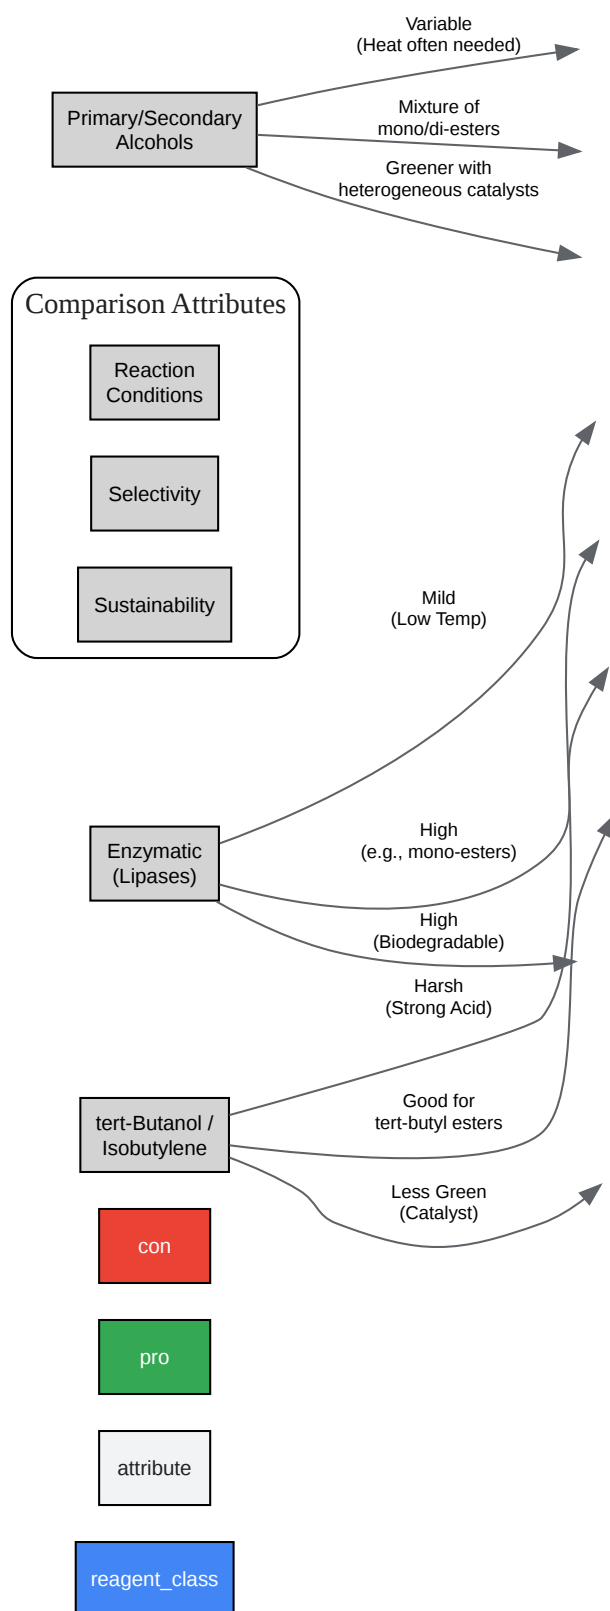 Variable
(Heat often needed)
Primary/Secondary
Alcohols
Mixture of
mono/di-esters
Greener with
heterogeneous catalysts
Comparison Attributes
Reaction
Conditions
Selectivity
Sustainability
Mild
(Low Temp)
Enzymatic
(Lipases)
High
(e.g., mono-esters)
High
(Biodegradable)
Harsh
(Strong Acid)
tert-Butanol /
Isobutylene
Good for
tert-butyl esters
Less Green
(Catalyst)
con
pro
attribute
reagent_class